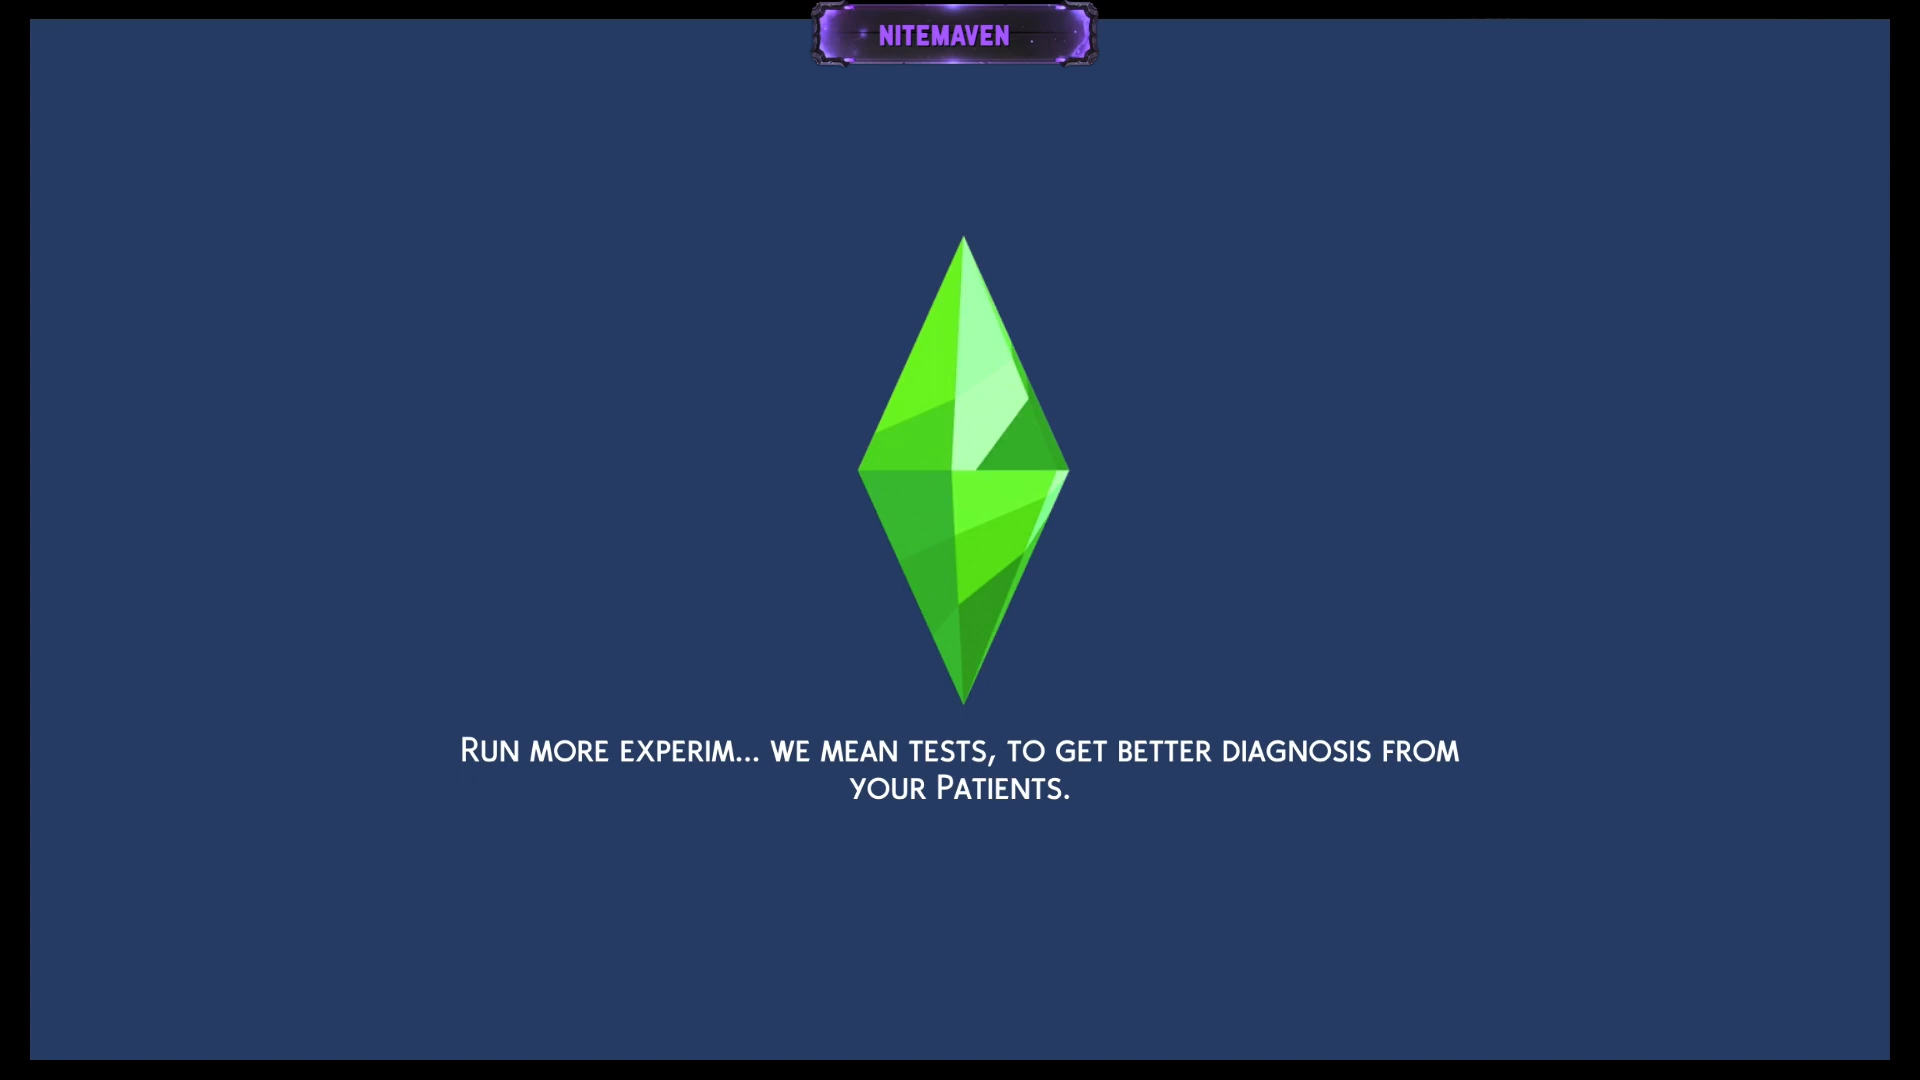 NITEMAVEN
Run more experim... we mean tests, to get better diagnosis from
your Patients.